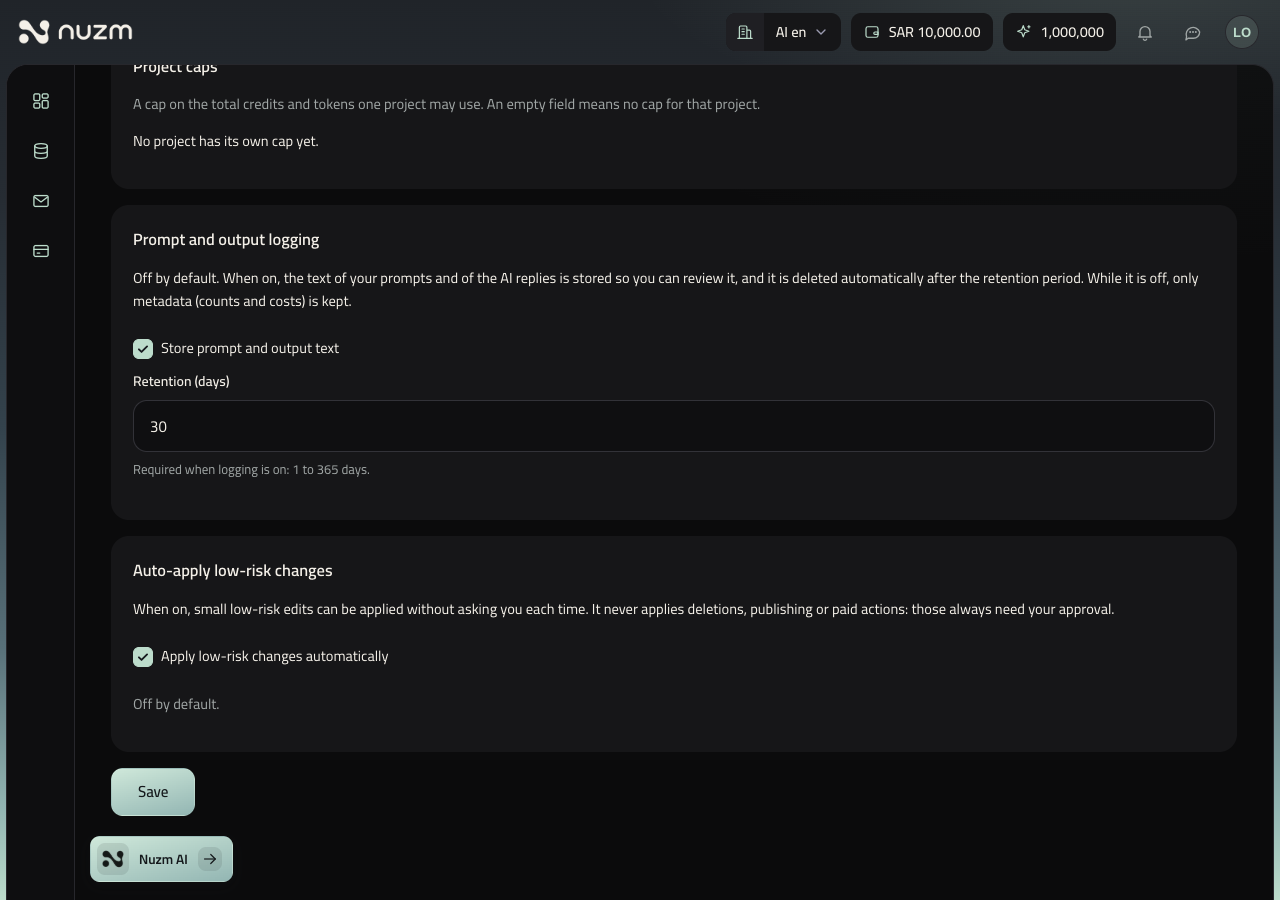 nuzm
AI en
SAR 10,000.00
1,000,000
LO
Project caps
A cap on the total credits and tokens one project may use. An empty field means no cap for that project.
No project has its own cap yet.
Prompt and output logging
Off by default. When on, the text of your prompts and of the AI replies is stored so you can review it, and it is deleted automatically after the retention period. While it is off, only
metadata (counts and costs) is kept.
Store prompt and output text
Retention (days)
30
Required when logging is on: 1 to 365 days.
Auto-apply low-risk changes
When on, small low-risk edits can be applied without asking you each time. It never applies deletions, publishing or paid actions: those always need your approval.
Apply low-risk changes automatically
Off by default.
Save
Nuzm AI